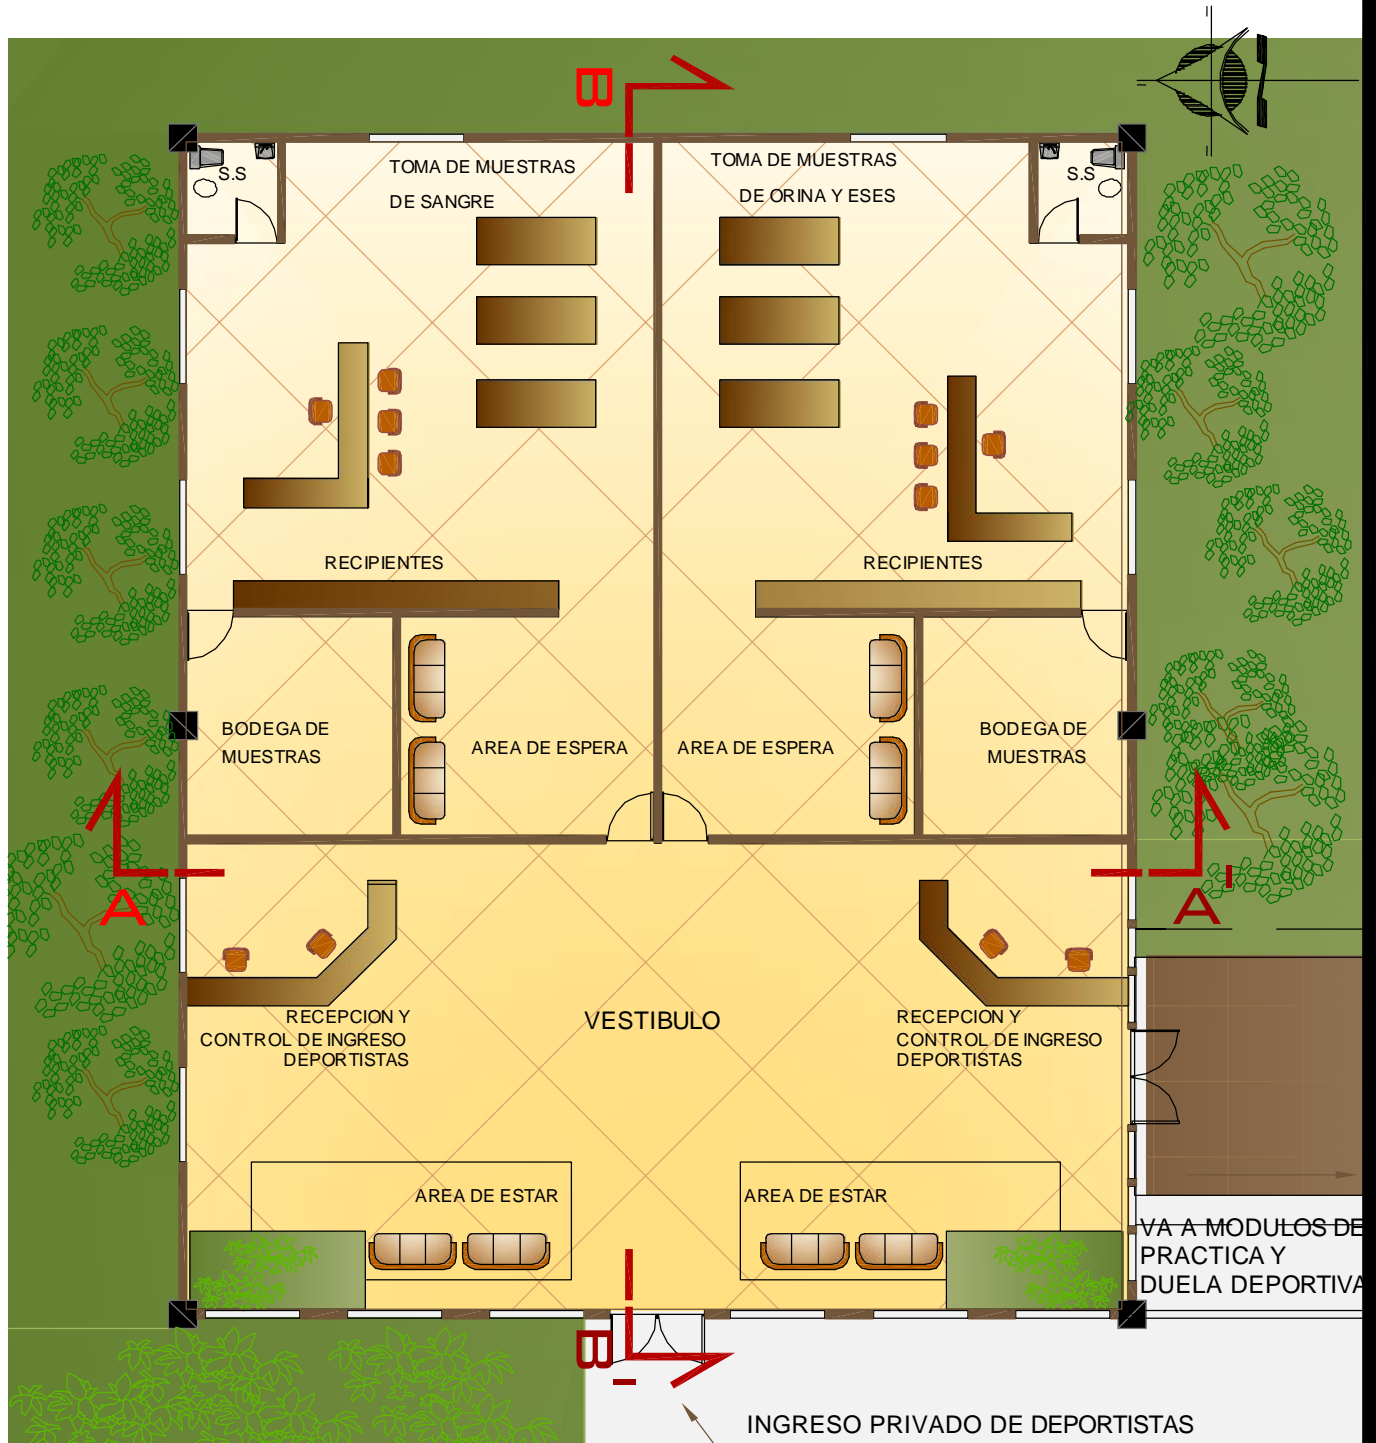 B
TOMA DE MUESTRAS
DE SANGRE
TOMA DE MUESTRAS
DE ORINA Y ESES
S.S
S.S
RECIPIENTES
RECIPIENTES
BODEGA DE
MUESTRAS
AREA DE ESPERA
AREA DE ESPERA
BODEGA DE
MUESTRAS
A
A'
RECEPCION Y
CONTROL DE INGRESO
DEPORTISTAS
VESTIBULO
RECEPCION Y
CONTROL DE INGRESO
DEPORTISTAS
AREA DE ESTAR
AREA DE ESTAR
VA A MODULOS DE
PRACTICA Y
DUELA DEPORTIVA
B'
INGRESO PRIVADO DE DEPORTISTAS